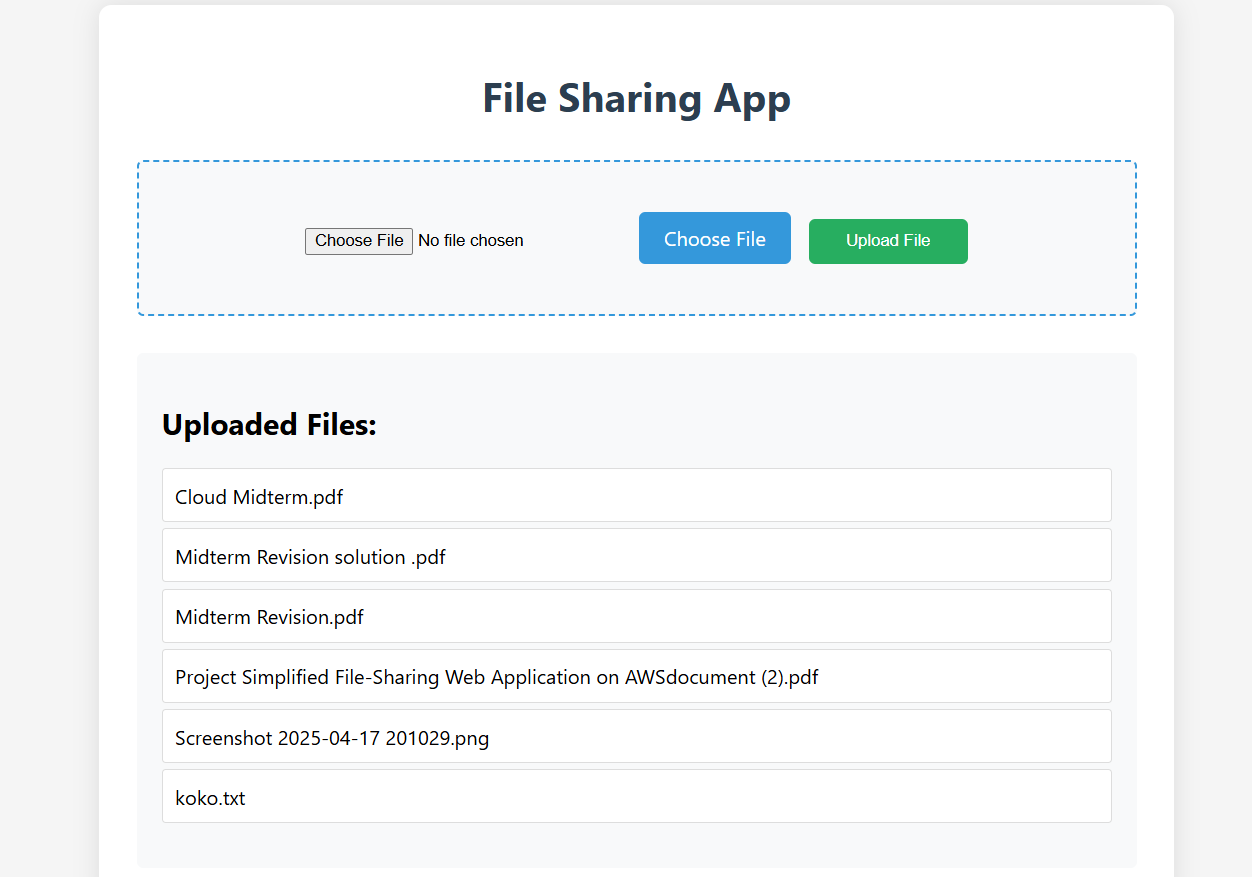 File Sharing App
Choose File No file chosen Choose File Upload File
Uploaded Files:
Cloud Midterm.pdf
Midterm Revision solution .pdf
Midterm Revision.pdf
Project Simplified File-Sharing Web Application on AWSdocument (2).pdf
Screenshot 2025-04-17 201029.png
koko.txt